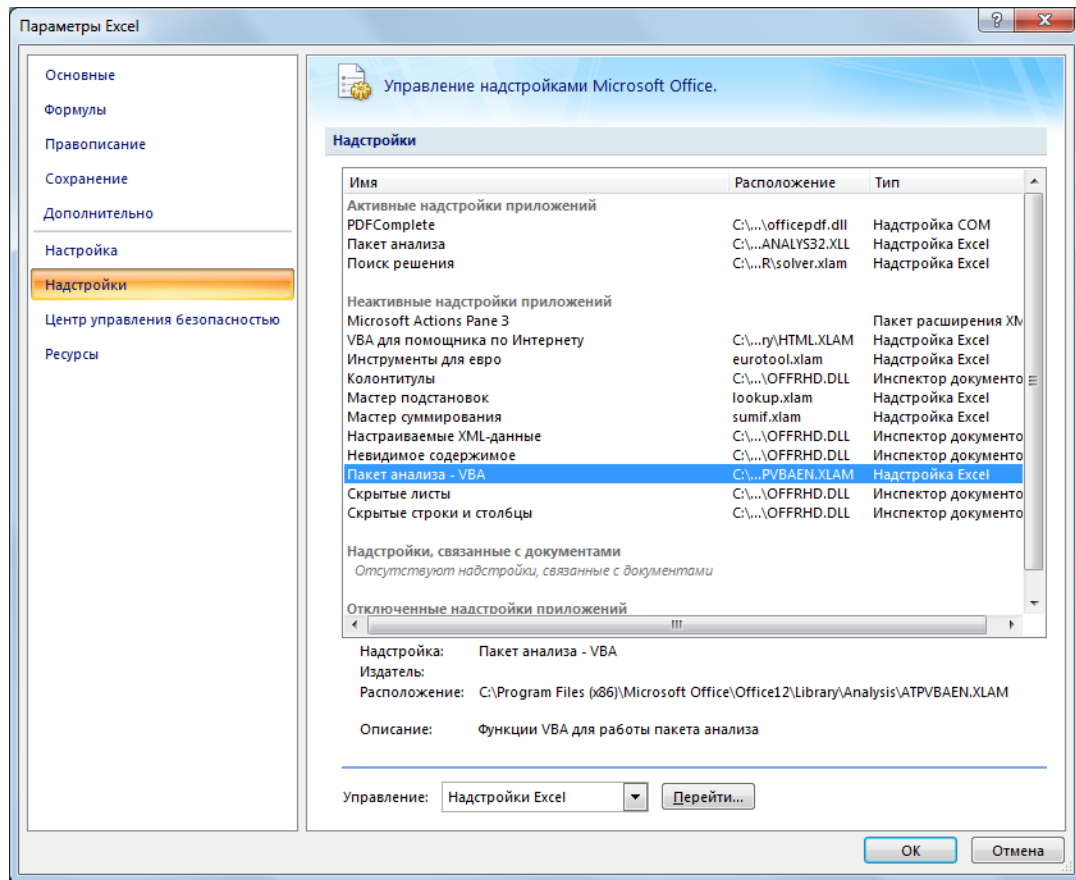 Параметры Excel
Основные
Формулы
Правописание
Сохранение
Дополнительно
Настройка
Надстройки
Центр управления безопасностью
Ресурсы
Управление надстройками Microsoft Office.
Надстройки
Имя Расположение Тип
Активные надстройки приложений
PDFComplete C:\...\officepdf.dll Надстройка COM
Пакет анализа C:\...ANALYS32.XLL Надстройка Excel
Поиск решения C:\...R\solver.xlam Надстройка Excel
Неактивные надстройки приложений
Microsoft Actions Pane 3 Пакет расширения XM
VBA для помощника по Интернету C:\...ry\HTML.XLAM Надстройка Excel
Инструменты для евро eurotool.xlam Надстройка Excel
Колонтитулы C:\...\OFFRHD.DLL Инспектор документо
Мастер подстановок lookup.xlam Надстройка Excel
Мастер суммирования sumif.xlam Надстройка Excel
Настраиваемые XML-данные C:\...\OFFRHD.DLL Инспектор документо
Невидимое содержимое C:\...\OFFRHD.DLL Инспектор документо
Пакет анализа - VBA C:\...PVBAEN.XLAM Надстройка Excel
Скрытые листы C:\...\OFFRHD.DLL Инспектор документо
Скрытые строки и столбцы C:\...\OFFRHD.DLL Инспектор документо
Надстройки, связанные с документами
Отсутствуют надстройки, связанные с документами
Отключенные надстройки приложений
Надстройка: Пакет анализа - VBA
Издатель:
Расположение: C:\Program Files (x86)\Microsoft Office\Office12\Library\Analysis\ATPVBAEN.XLAM
Описание: Функции VBA для работы пакета анализа
Управление: Надстройки Excel Перейти...
ОК Отмена